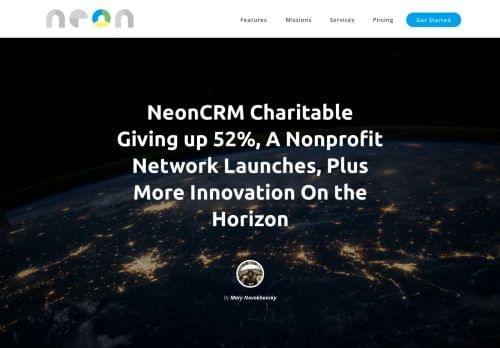 neon
Features
Missions
Services
Pricing
Get Started
NeonCRM Charitable
Giving up 52%, A Nonprofit
Network Launches, Plus
More Innovation On the
Horizon
By Mary Novokhovsky